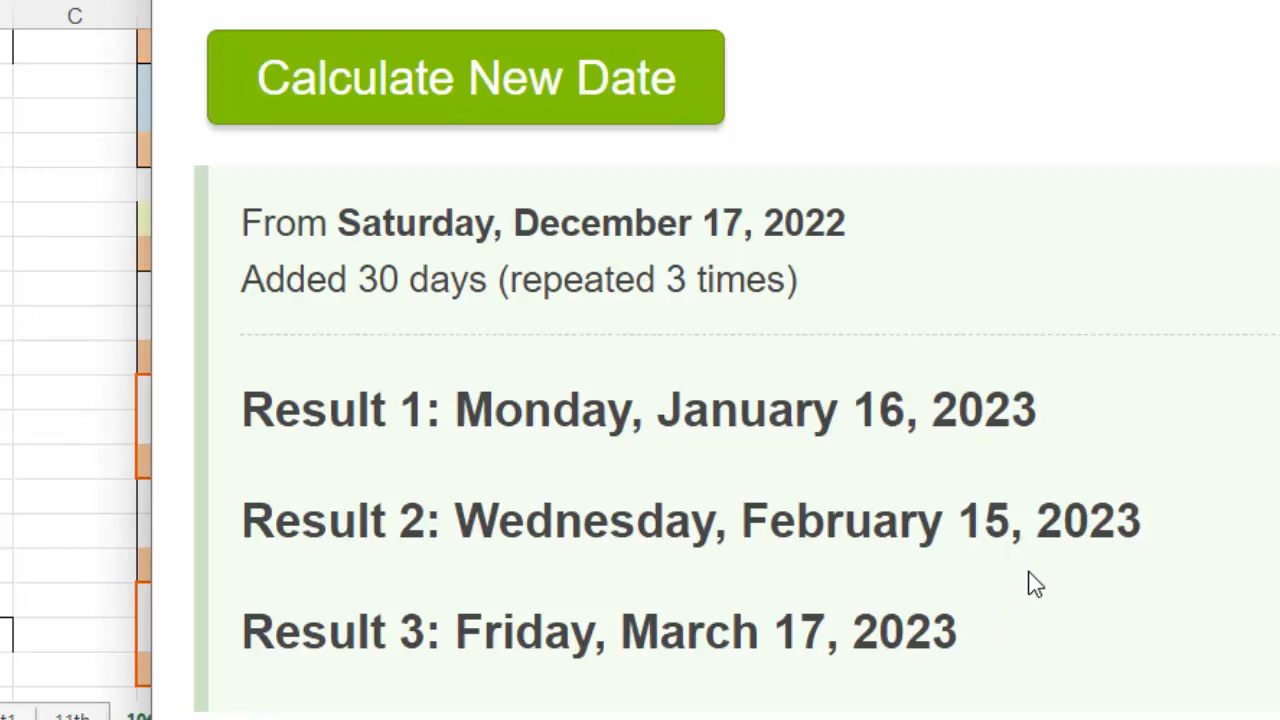 C
Calculate New Date
From Saturday, December 17, 2022
Added 30 days (repeated 3 times)
Result 1: Monday, January 16, 2023
Result 2: Wednesday, February 15, 2023
Result 3: Friday, March 17, 2023
11th